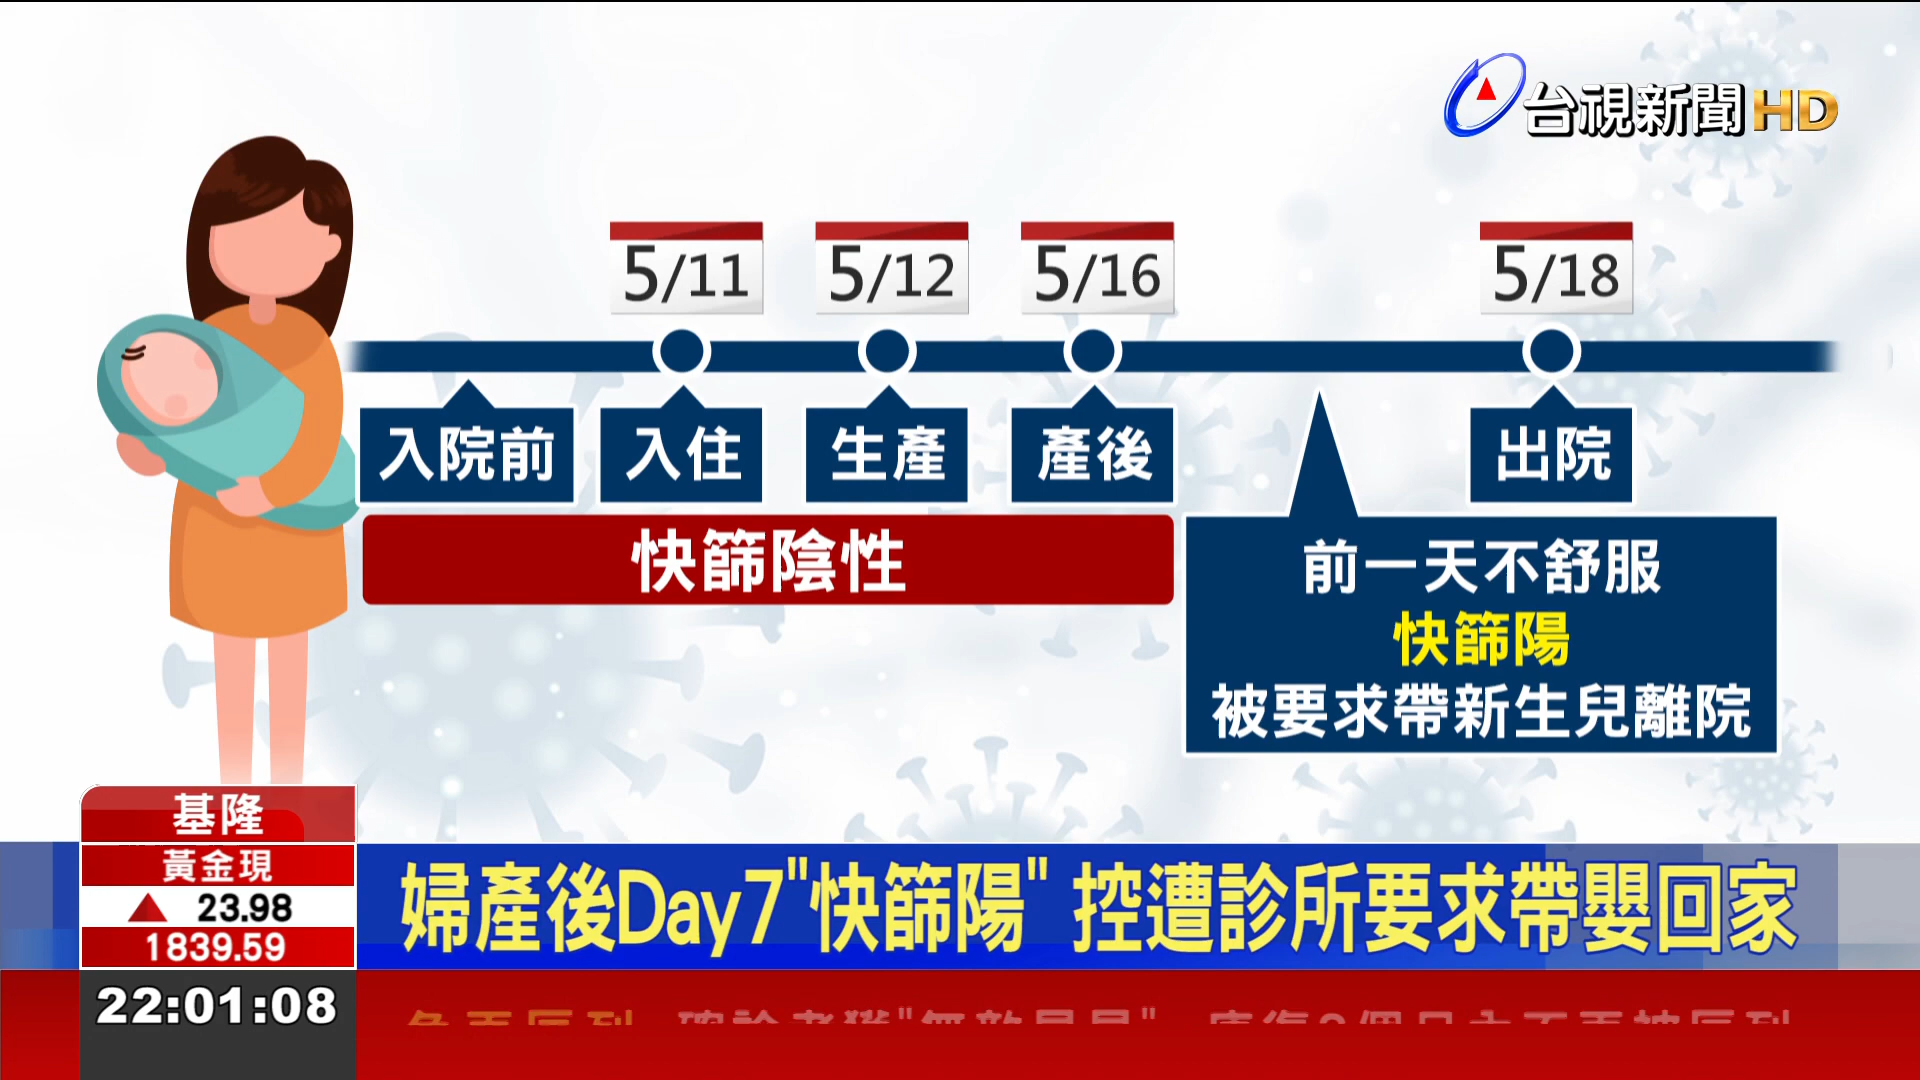 台視新聞HD
5/11
5/12
5/16
5/18
入院前
入住
生產
產後
出院
快篩陰性
前一天不舒服
快篩陽
被要求帶新生兒離院
基隆
黃金現
23.98
1839.59
婦產後Day7"快篩陽" 控遭診所要求帶嬰回家
22:01:08